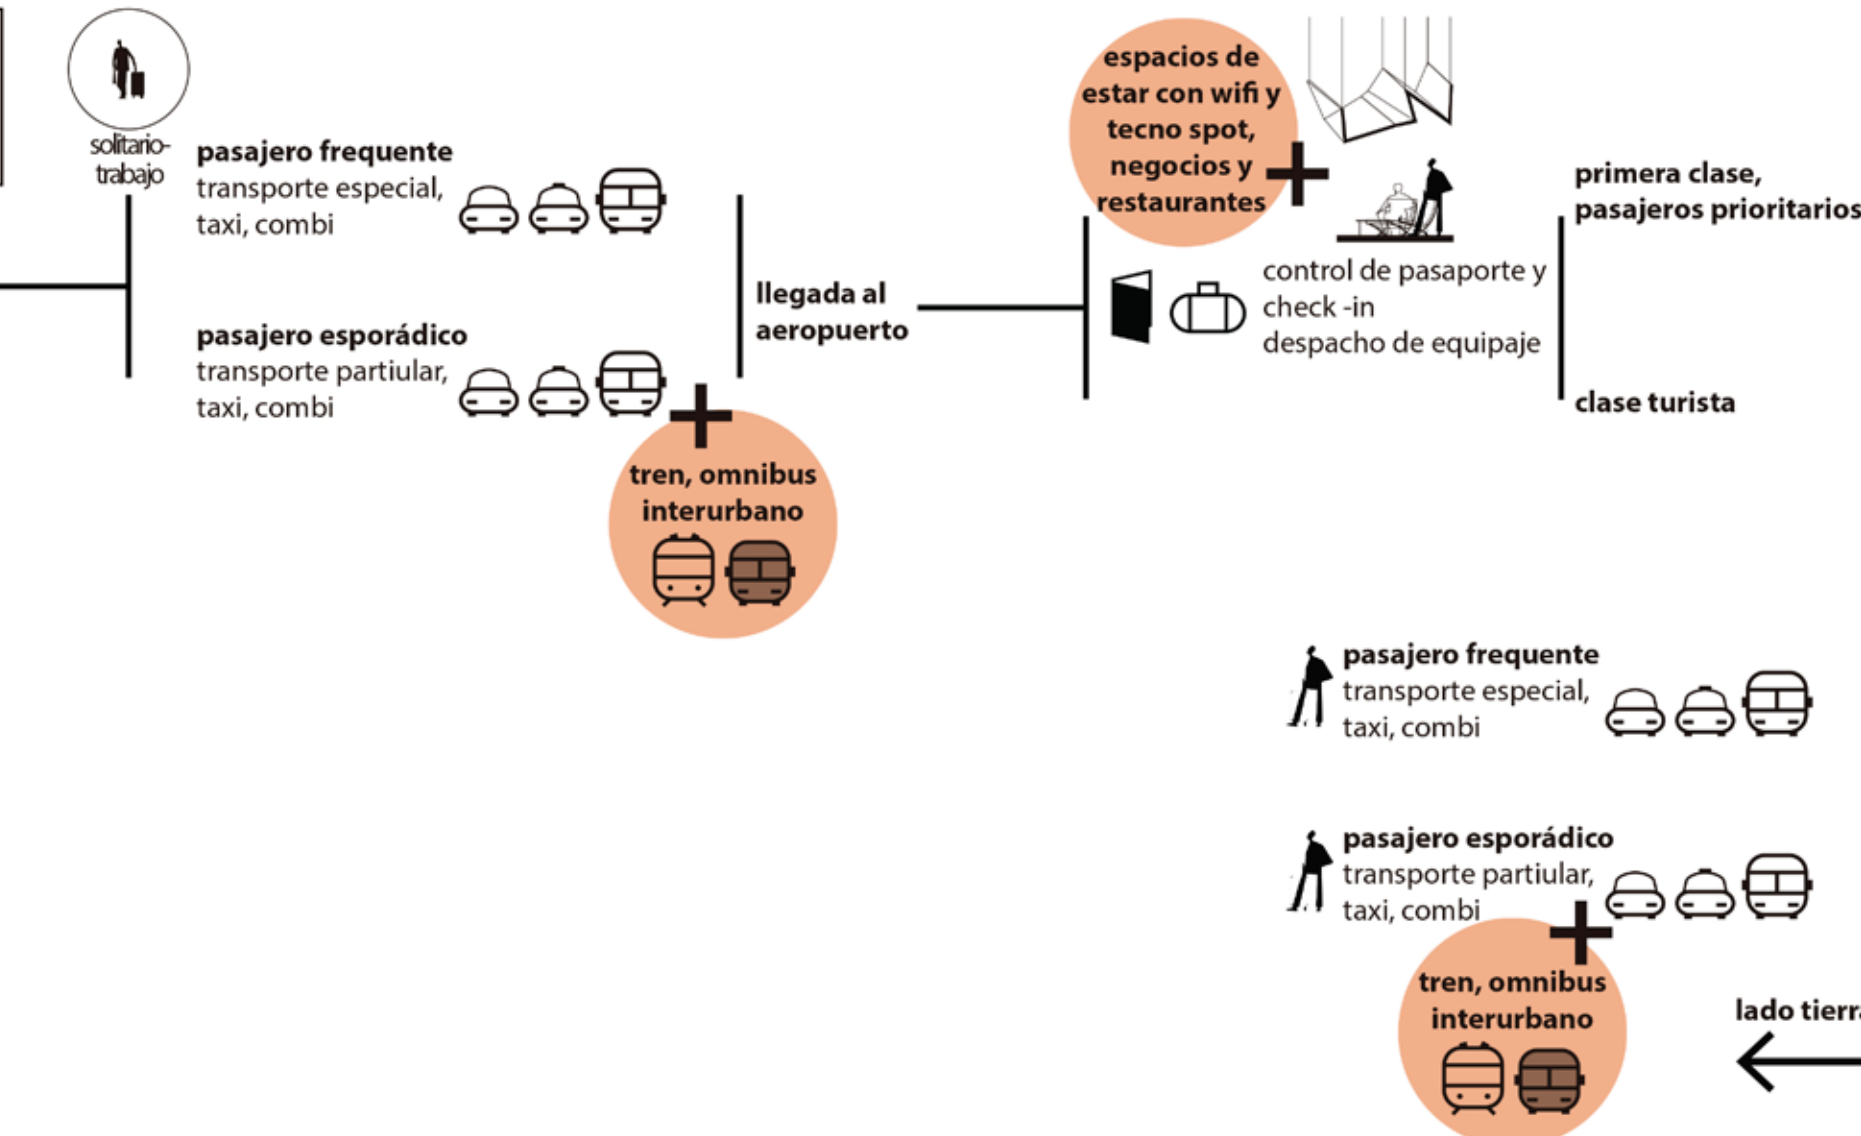 solitario-
trabajo
pasajero frequente
transporte especial,
taxi, combi
pasajero esporádico
transporte partiular,
taxi, combi
tren, omnibus
interurbano
llegada al
aeropuerto
espacios de
estar con wifi y
tecno spot,
negocios y
restaurantes
control de pasaporte y
check -in
despacho de equipaje
primera clase,
pasajeros prioritarios
clase turista
pasajero frequente
transporte especial,
taxi, combi
pasajero esporádico
transporte partiular,
taxi, combi
tren, omnibus
interurbano
lado tierra